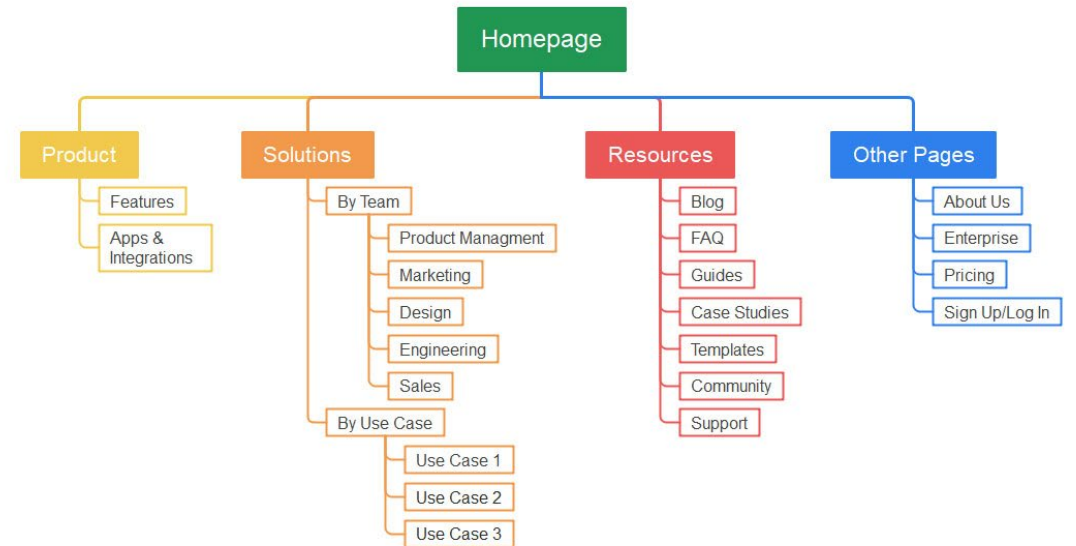 Homepage
Product
Features
Apps &
Integrations
Solutions
By Team
Product Managment
Marketing
Design
Engineering
Sales
By Use Case
Use Case 1
Use Case 2
Use Case 3
Resources
Blog
FAQ
Guides
Case Studies
Templates
Community
Support
Other Pages
About Us
Enterprise
Pricing
Sign Up/Log In